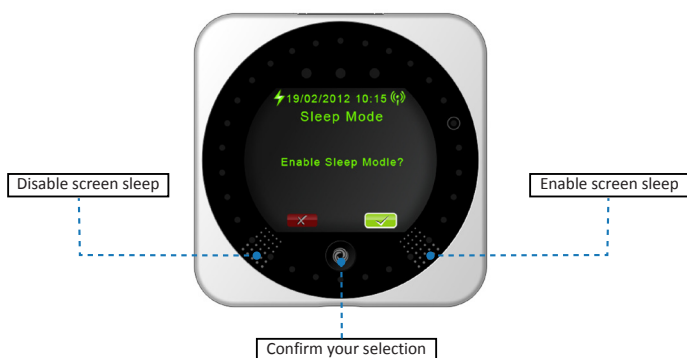 19/02/2012 10:15
Sleep Mode
Enable Sleep Modle?
Disable screen sleep
Enable screen sleep
Confirm your selection